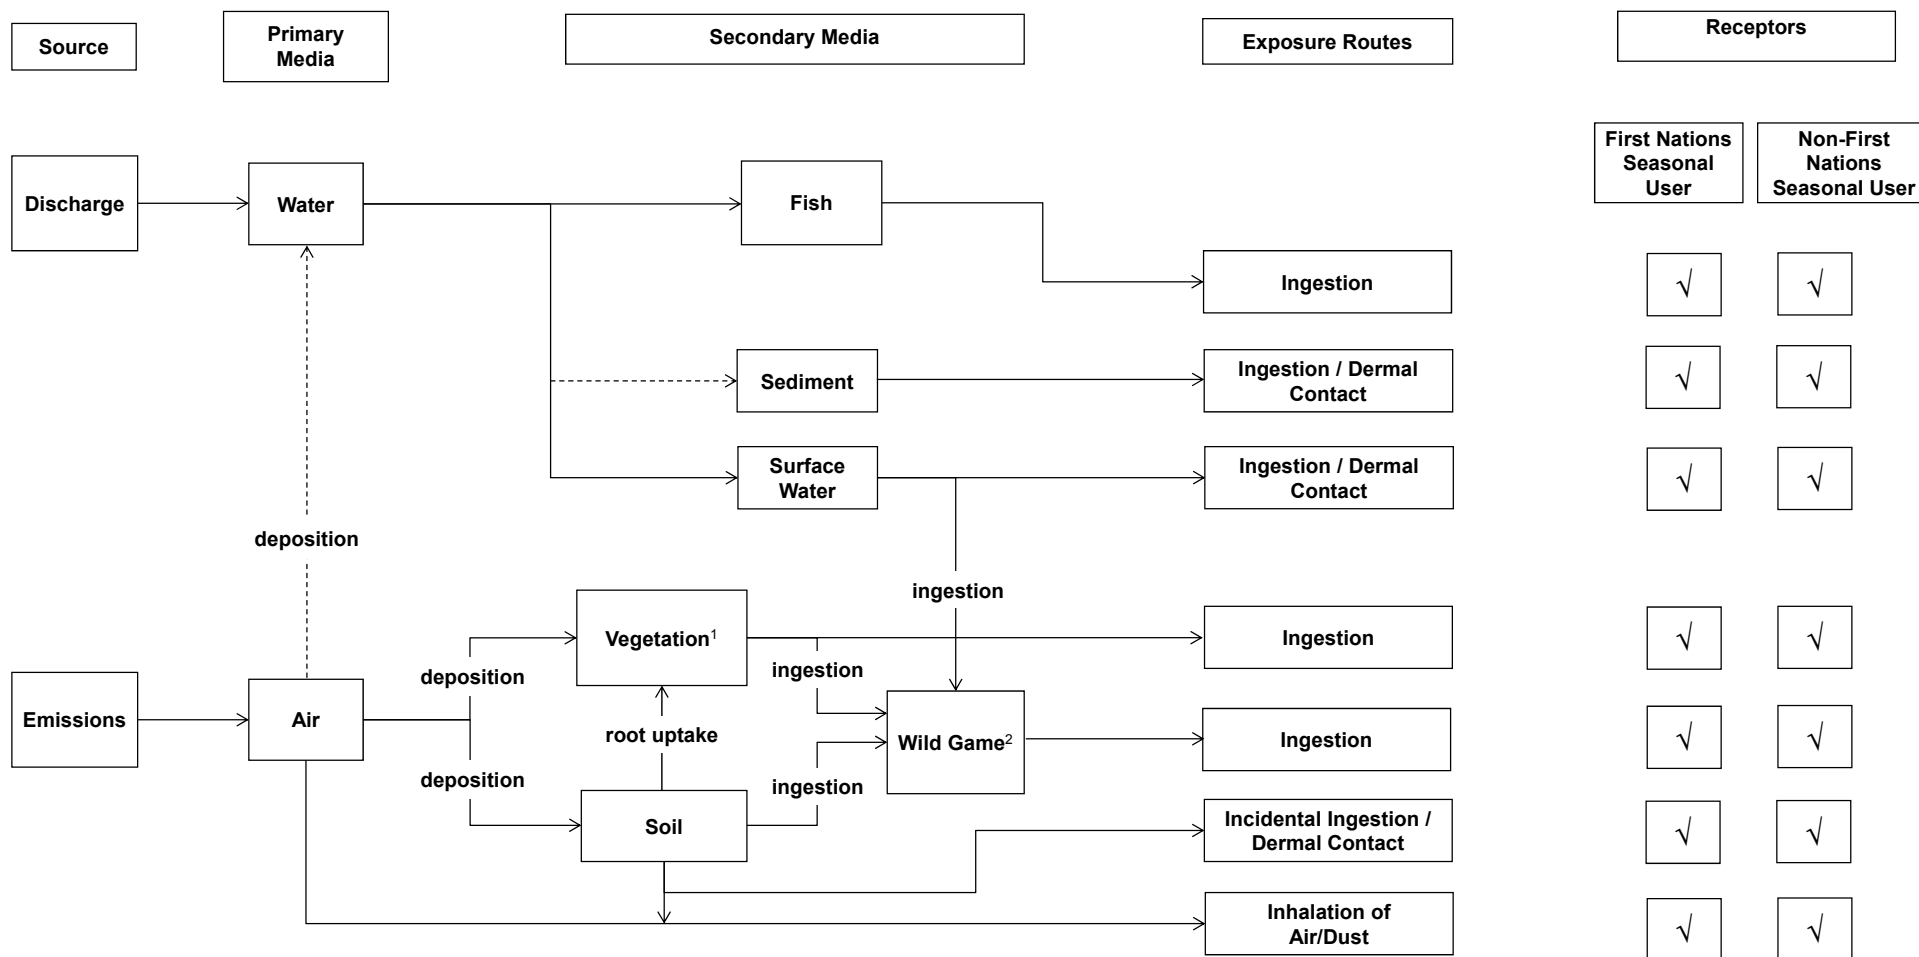 Source
Primary
Media
Secondary Media
Exposure Routes
Receptors
First Nations
Seasonal
User
Non-First
Nations
Seasonal User
Discharge
Water
Fish
Ingestion
√
√
Sediment
Ingestion / Dermal
Contact
√
√
Surface
Water
Ingestion / Dermal
Contact
√
√
deposition
ingestion
Vegetation¹
Ingestion
√
√
deposition
ingestion
Emissions
Air
root uptake
Wild Game²
Ingestion
√
√
deposition
ingestion
Soil
Incidental Ingestion /
Dermal Contact
√
√
Inhalation of
Air/Dust
√
√